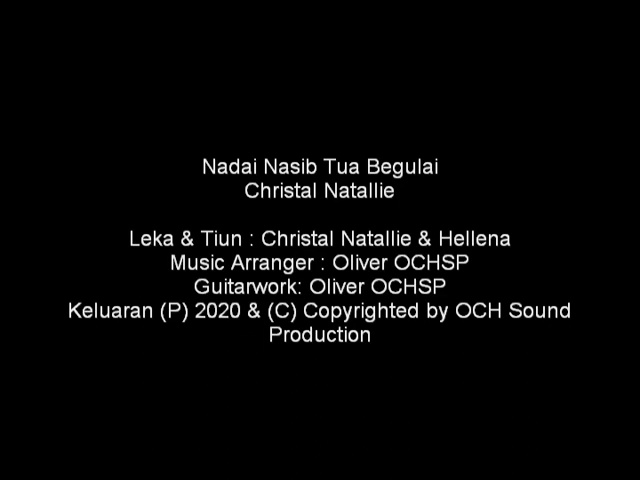 Nadai Nasib Tua Begulai
Christal Natallie
Leka & Tiun : Christal Natallie & Hellena
Music Arranger : Oliver OCHSP
Guitarwork: Oliver OCHSP
Keluaran (P) 2020 & (C) Copyrighted by OCH Sound
Production